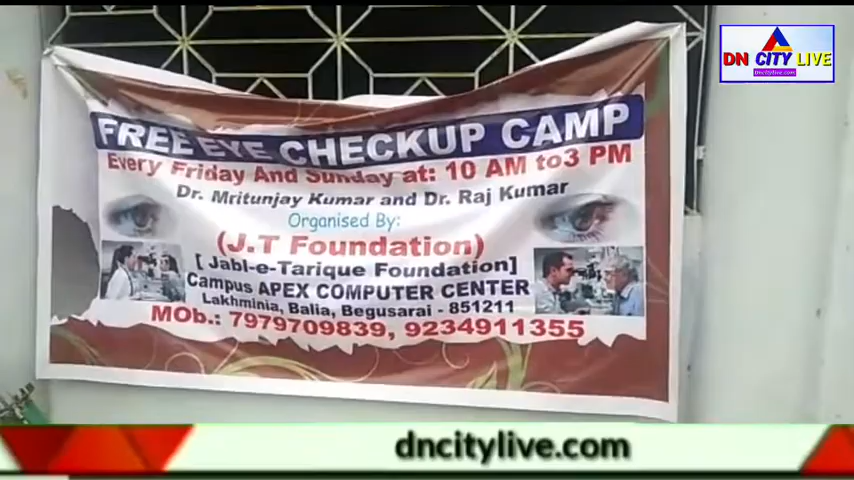 DN CITY LIVE
dncitylive.com
FREE EYE CHECKUP CAMP
Every Friday And Sunday at: 10 AM to 3 PM
Dr. Mritunjay Kumar and Dr. Raj Kumar
Organised By:
(J.T Foundation)
[ Jabl-e-Tarique Foundation]
Campus APEX COMPUTER CENTER
Lakhminia, Balia, Begusarai - 851211
MOb.: 7979709839, 9234911355
dncitylive.com